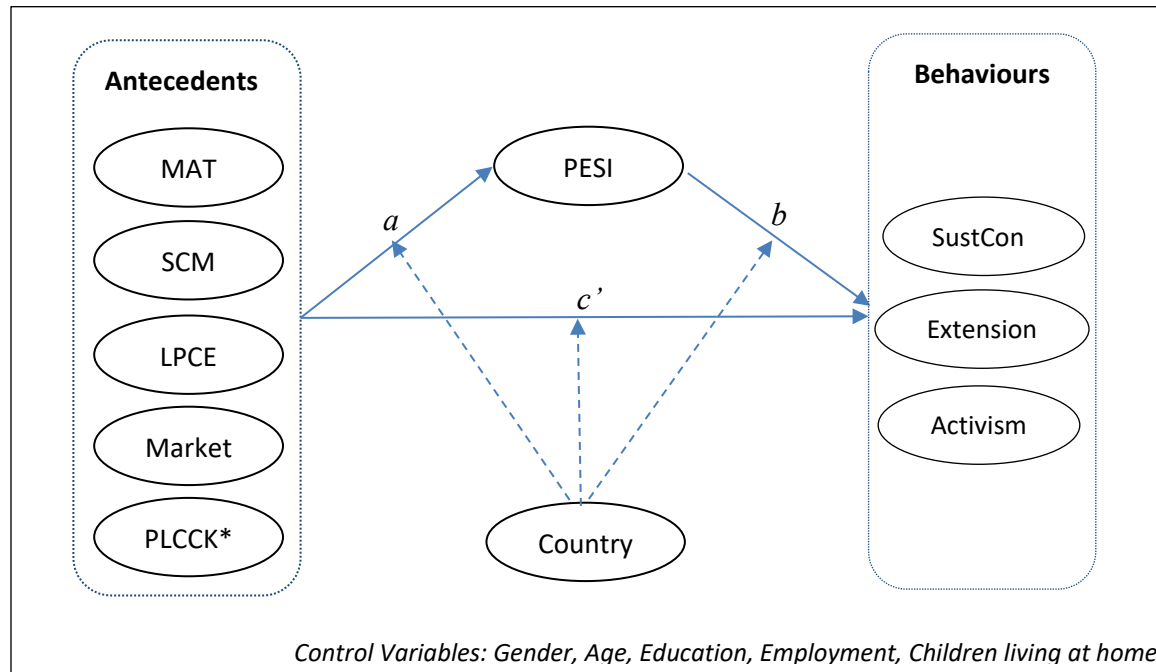 Antecedents
MAT
SCM
LPCE
Market
PLCCK*
PESI
a
b
c’
Country
Behaviours
SustCon
Extension
Activism
Control Variables: Gender, Age, Education, Employment, Children living at home